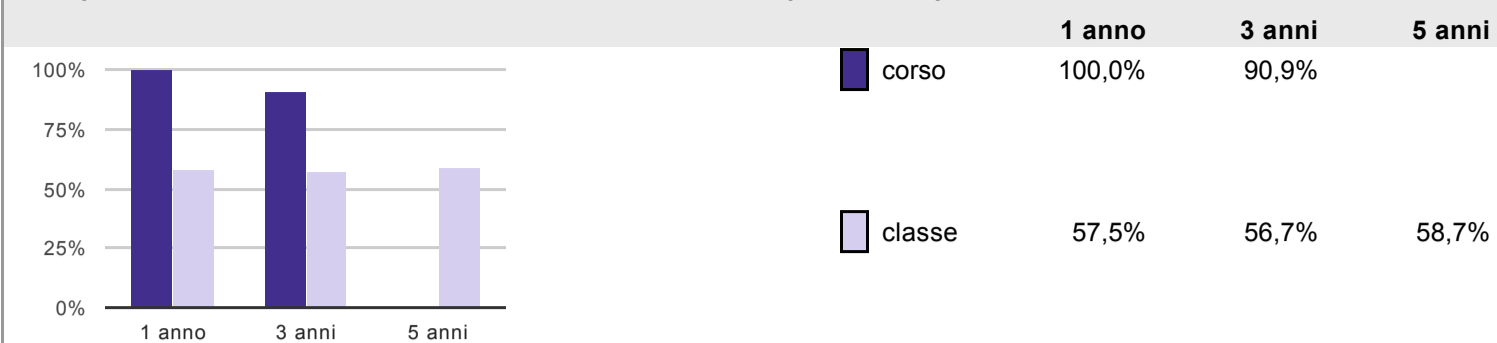 1 anno 3 anni 5 anni
100%
75%
50%
25%
0%
1 anno 3 anni 5 anni
corso 100,0% 90,9%
classe 57,5% 56,7% 58,7%